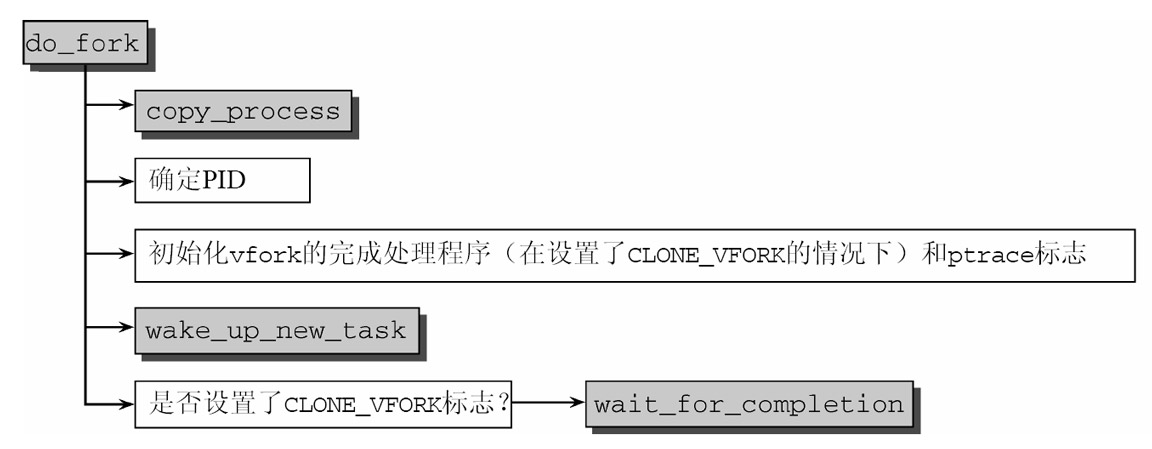 do_fork
copy_process
确定PID
初始化vfork的完成处理程序（在设置了CLONE_VFORK的情况下）和ptrace标志
wake_up_new_task
是否设置了CLONE_VFORK标志？
wait_for_completion